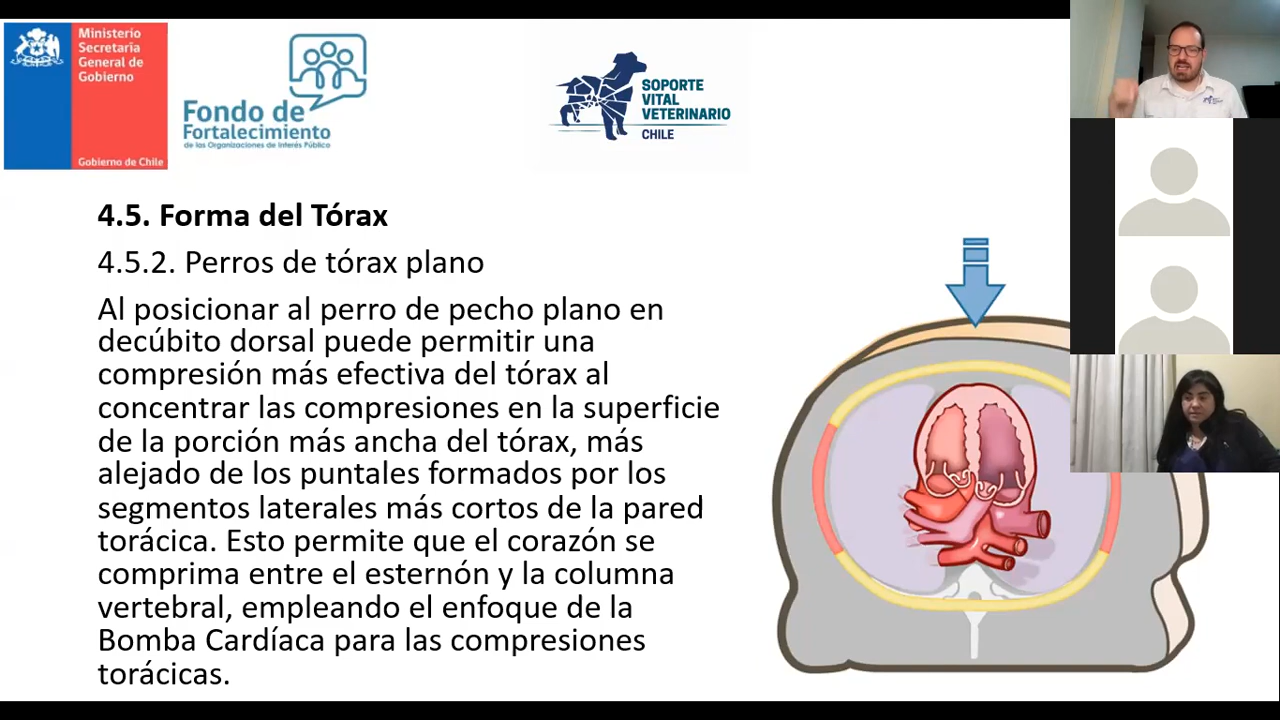 Ministerio
Secretaría
General de
Gobierno
Gobierno de Chile
Fondo de
Fortalecimiento
de las Organizaciones de Interés Público
SOPORTE
VITAL
VETERINARIO
CHILE
4.5. Forma del Tórax
4.5.2. Perros de tórax plano
Al posicionar al perro de pecho plano en
decúbito dorsal puede permitir una
compresión más efectiva del tórax al
concentrar las compresiones en la superficie
de la porción más ancha del tórax, más
alejado de los puntales formados por los
segmentos laterales más cortos de la pared
torácica. Esto permite que el corazón se
comprima entre el esternón y la columna
vertebral, empleando el enfoque de la
Bomba Cardíaca para las compresiones
torácicas.